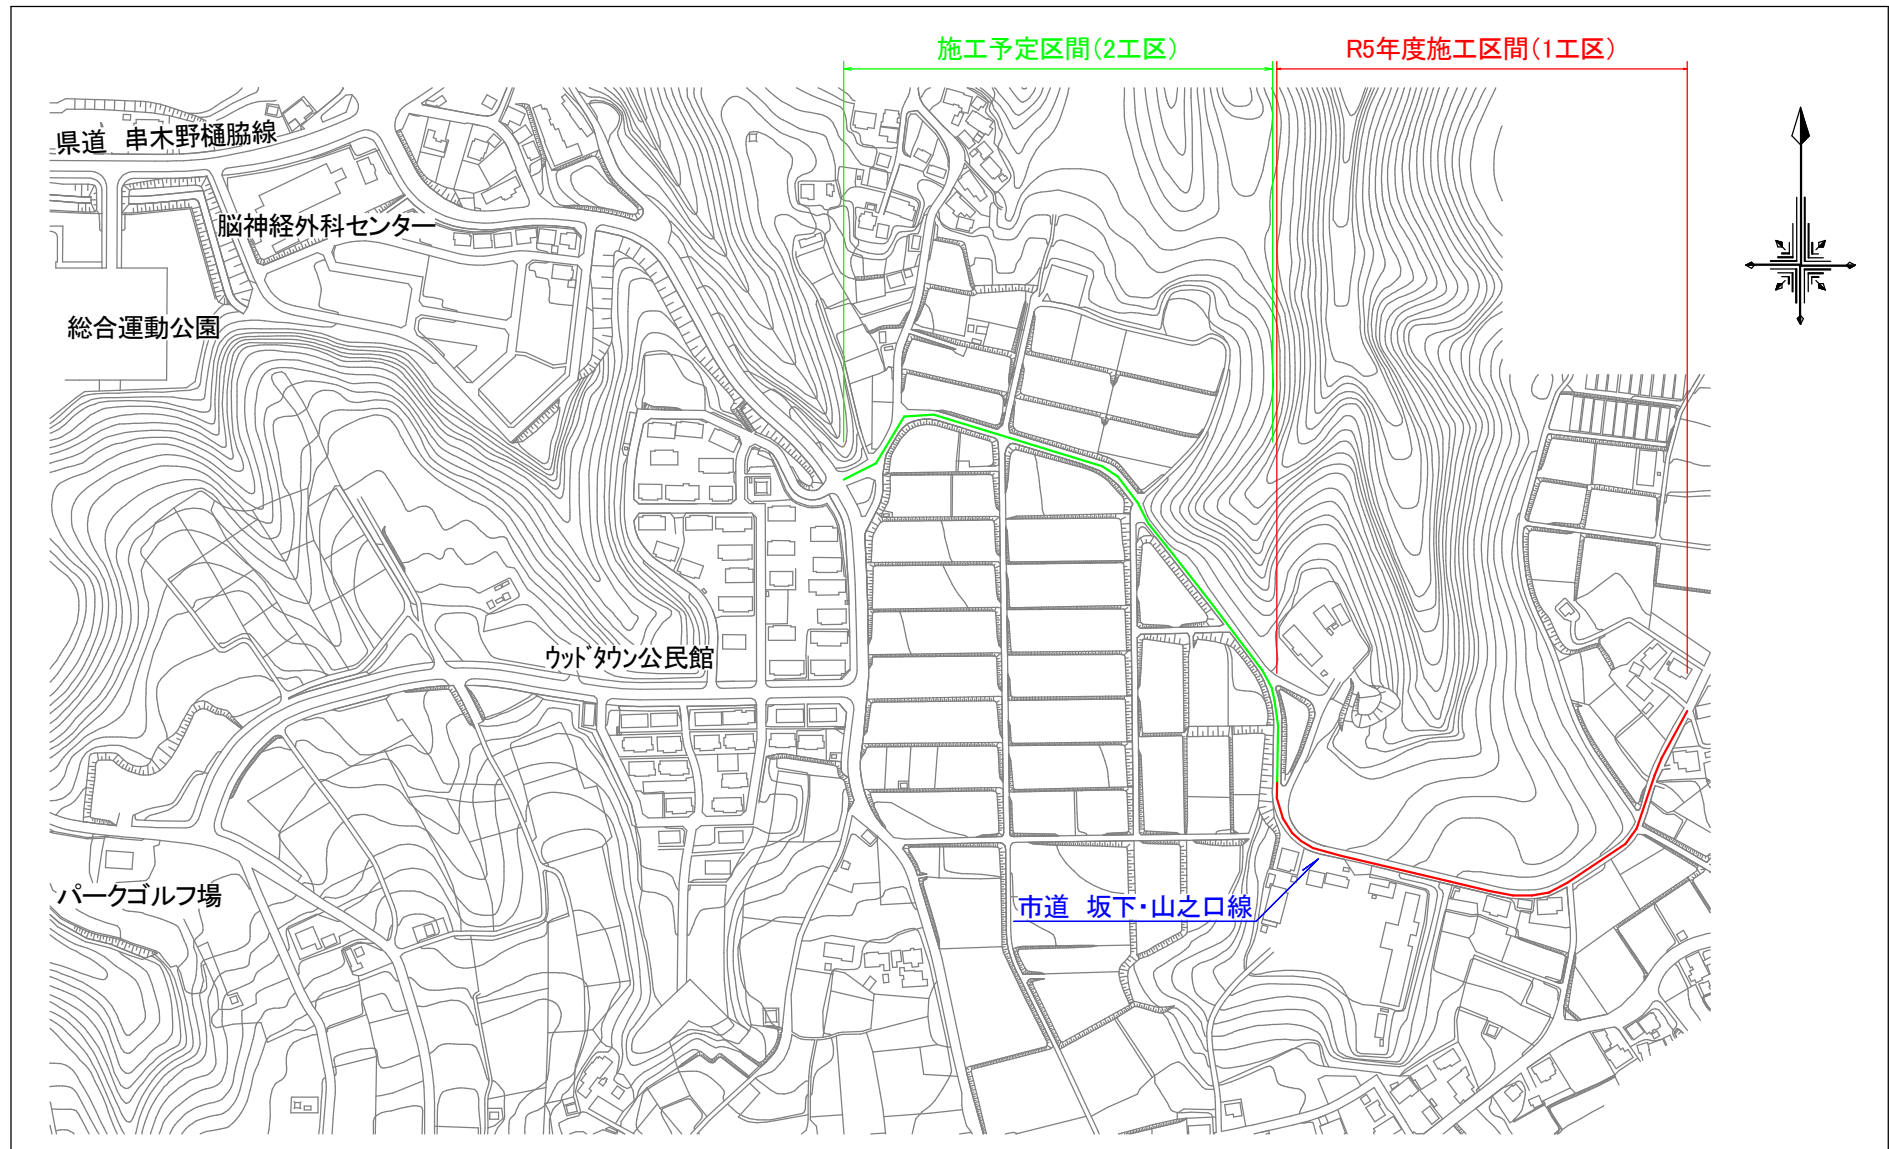 施工予定区間(2工区)
R5年度施工区間(1工区)
県道 串木野樋脇線
脳神経外科センター
総合運動公園
ウッドタウン公民館
パークゴルフ場
市道 坂下・山之口線